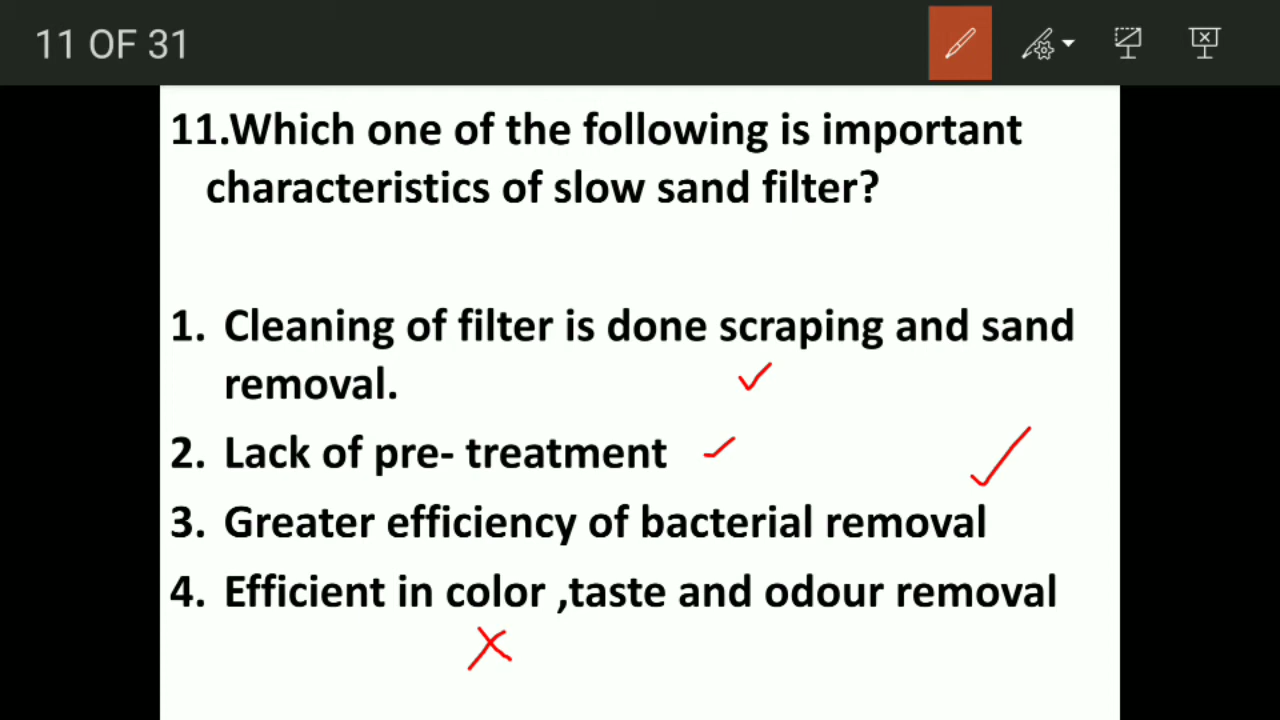 11 OF 31
11.Which one of the following is important
characteristics of slow sand filter?
1. Cleaning of filter is done scraping and sand
removal.
2. Lack of pre- treatment
3. Greater efficiency of bacterial removal
4. Efficient in color ,taste and odour removal